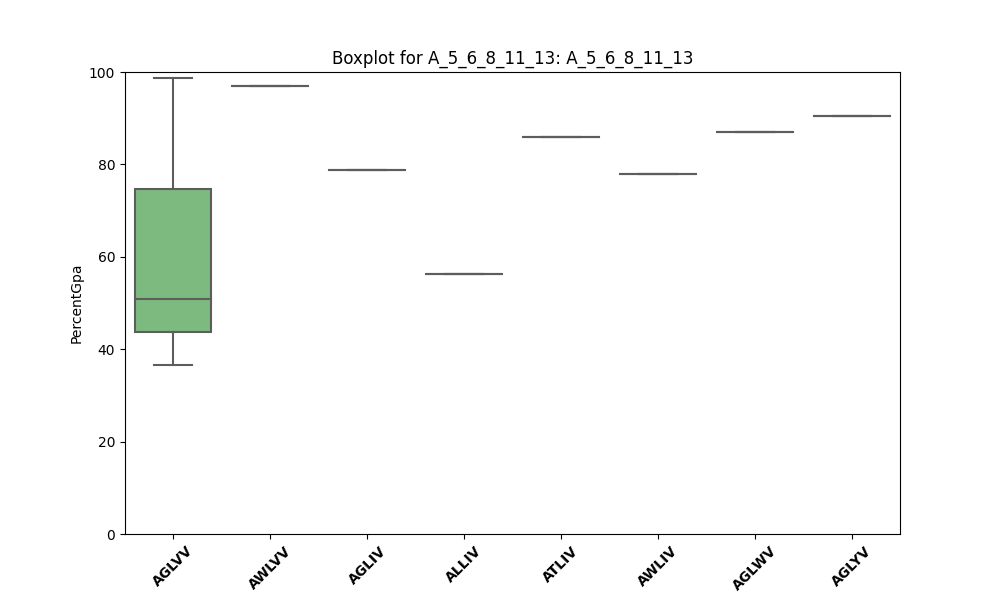 Boxplot for A_5_6_8_11_13: A_5_6_8_11_13
100
80
60
40
20
0
PercentGpa
AGLVV
AWLVV
AGLIV
ALLIV
ATLIV
AWLIV
AGLWV
AGLYV